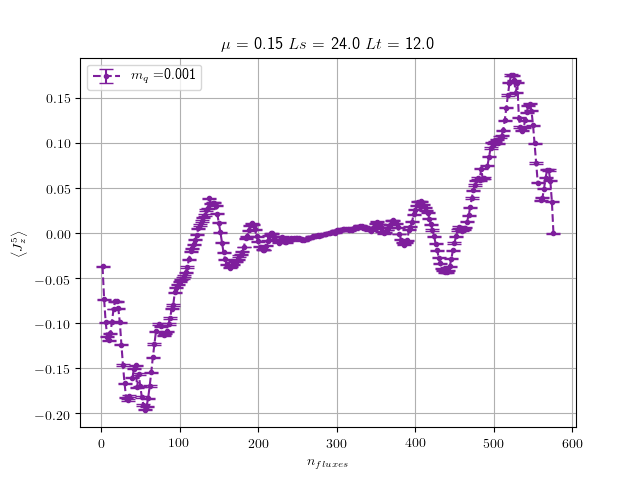 μ = 0.15 Ls = 24.0 Lt = 12.0
m_q =0.001
0.15
0.10
0.05
0.00
−0.05
−0.10
−0.15
−0.20
⟨J_z^5⟩
0 100 200 300 400 500 600
n_fluxes